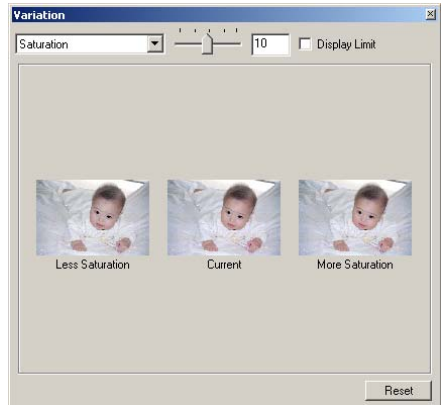 Variation
Saturation 10 Display Limit
Less Saturation Current More Saturation
Reset